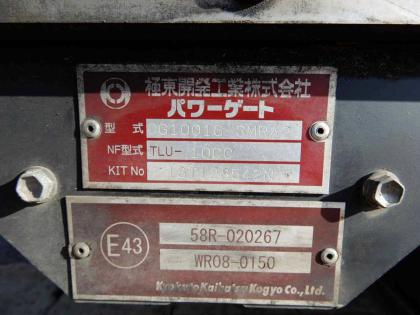 極東開発工業株式会社
パワーゲート
型式
NF型式 TLU-
KIT No
E43
58R-020267
WR08-0150
Kyokuto Kaihatsu Kogyo Co., Ltd.